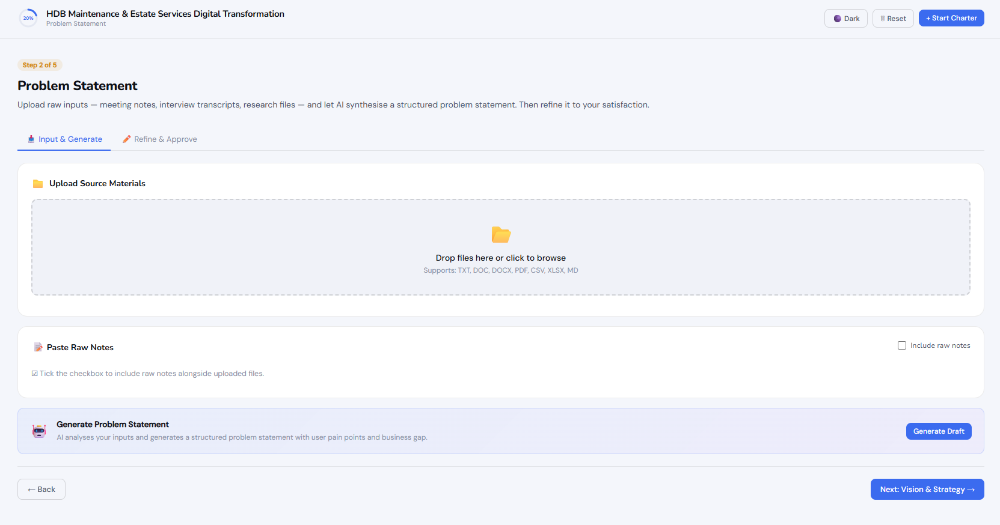 20%
HDB Maintenance & Estate Services Digital Transformation
Problem Statement
Dark
Reset
+ Start Charter
Step 2 of 5
Problem Statement
Upload raw inputs — meeting notes, interview transcripts, research files — and let AI synthesise a structured problem statement. Then refine it to your satisfaction.
Input & Generate
Refine & Approve
Upload Source Materials
Drop files here or click to browse
Supports: TXT, DOC, DOCX, PDF, CSV, XLSX, MD
Paste Raw Notes
Include raw notes
☑ Tick the checkbox to include raw notes alongside uploaded files.
Generate Problem Statement
AI analyses your inputs and generates a structured problem statement with user pain points and business gap.
Generate Draft
← Back
Next: Vision & Strategy →